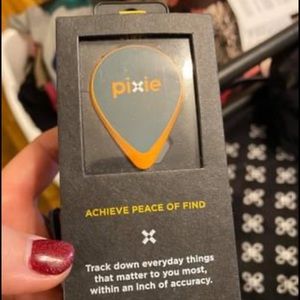 pixie
ACHIEVE PEACE OF FIND
Track down everyday things
that matter to you most,
within an inch of accuracy.